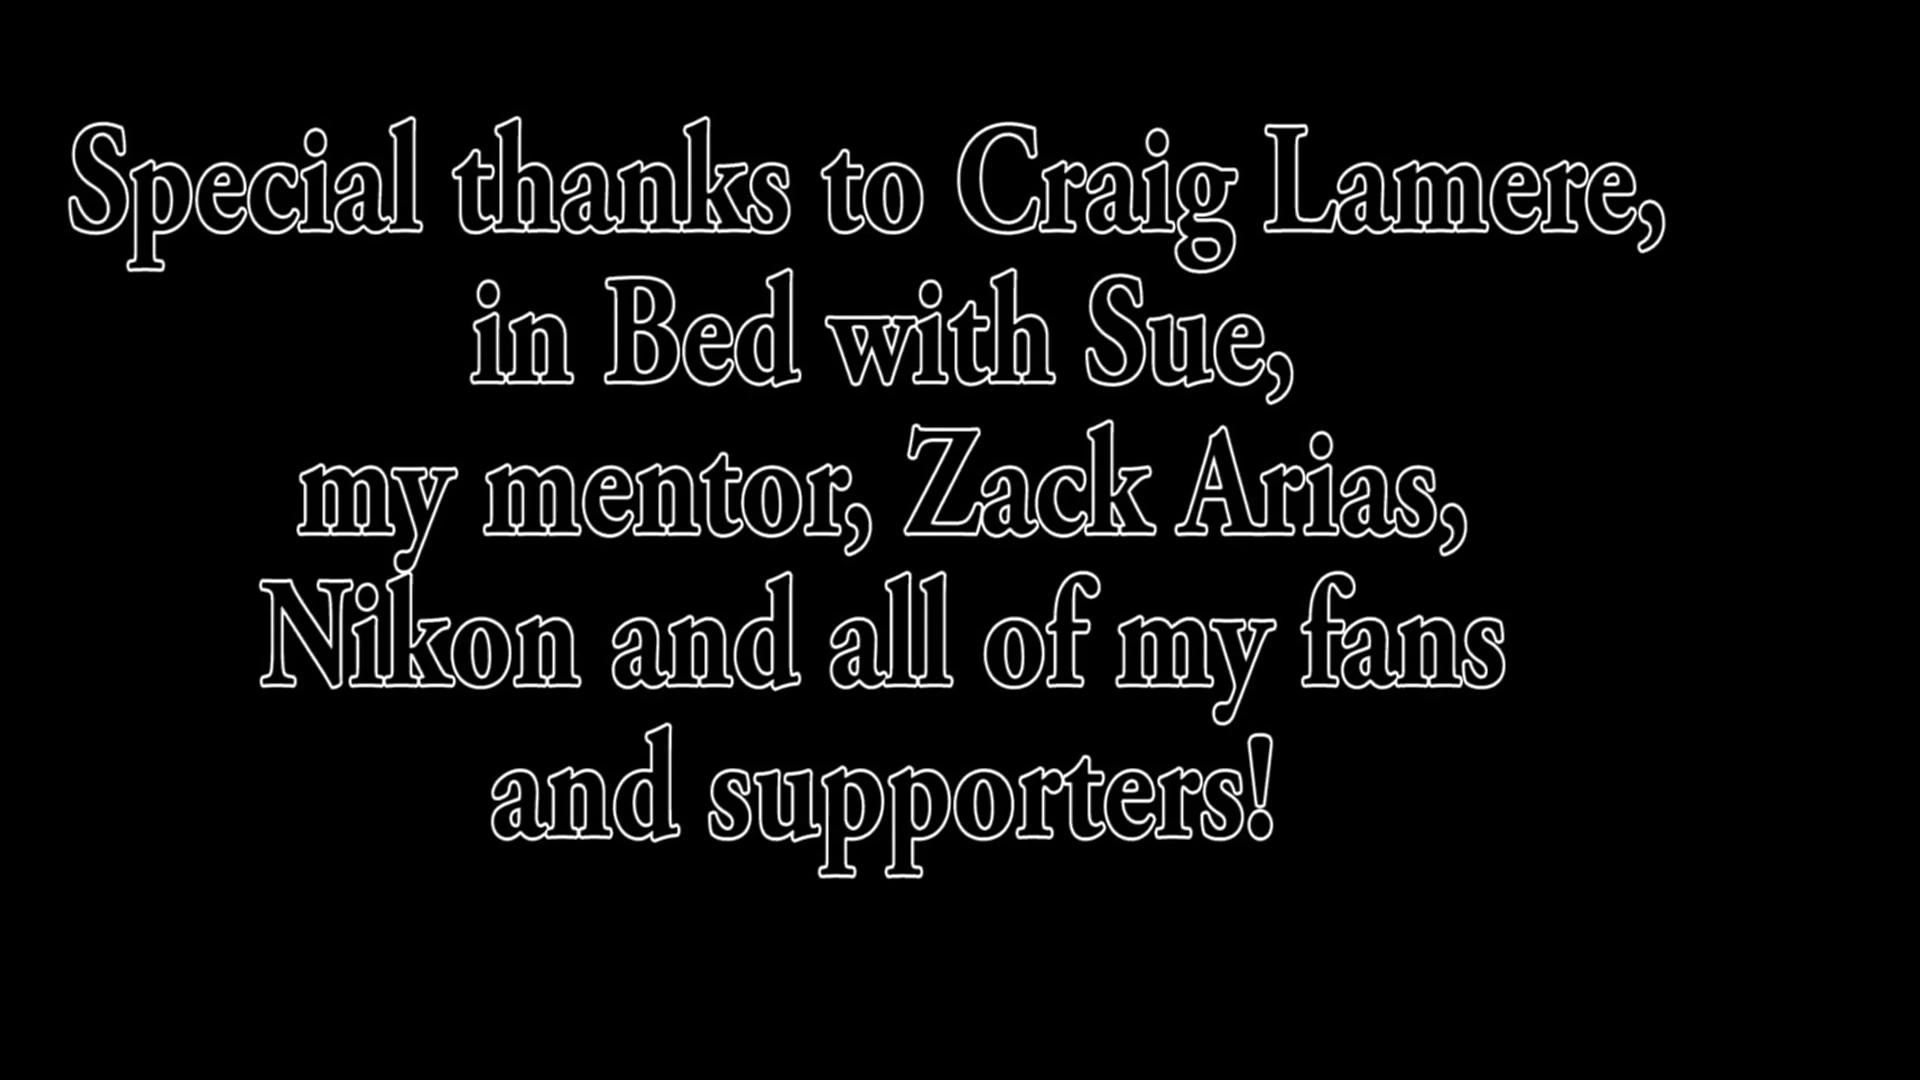 Special thanks to Craig Lamere,
in Bed with Sue,
my mentor, Zack Arias,
Nikon and all of my fans
and supporters!